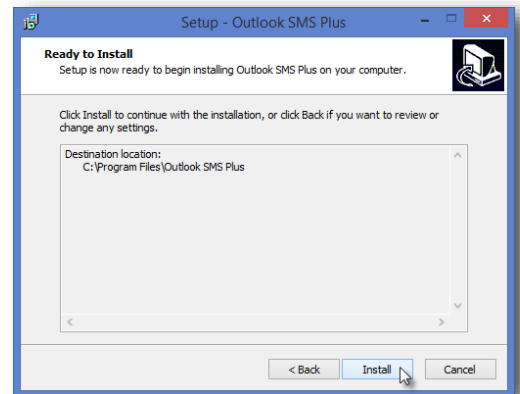 Setup - Outlook SMS Plus
Ready to Install
Setup is now ready to begin installing Outlook SMS Plus on your computer.
Click Install to continue with the installation, or click Back if you want to review or
change any settings.
Destination location:
C:\Program Files\Outlook SMS Plus
< Back Install Cancel